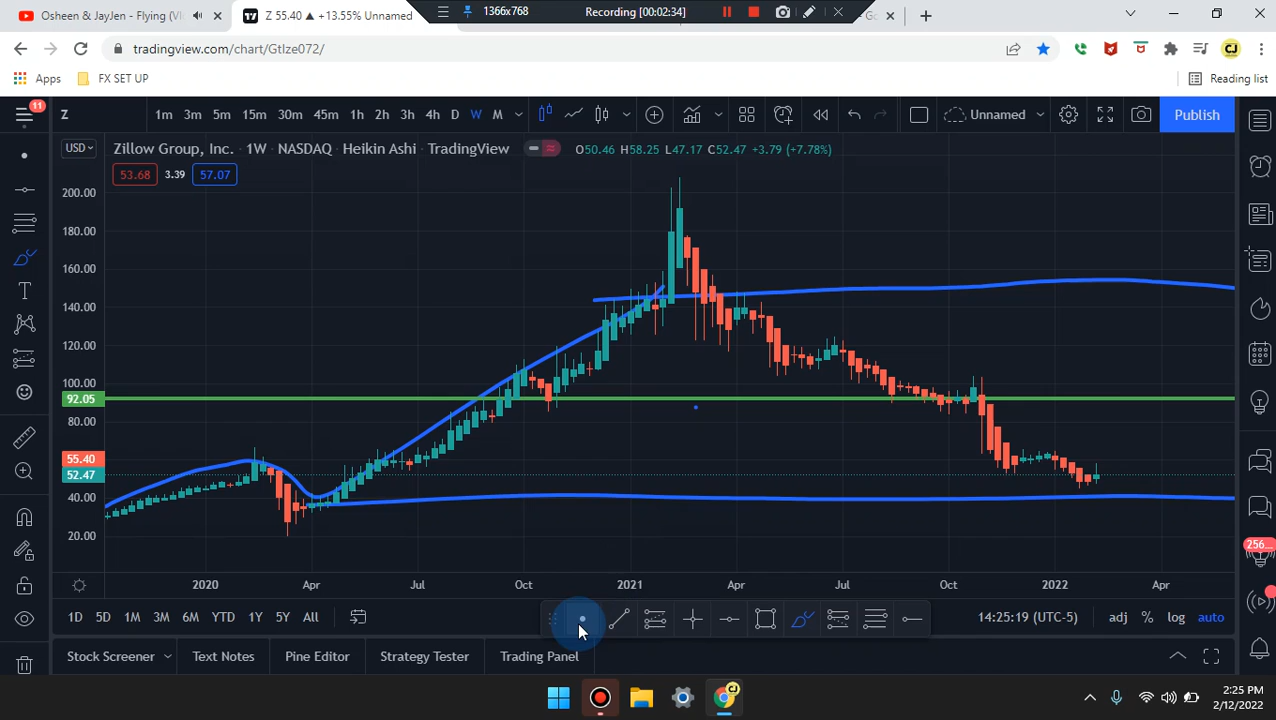 Osheen & JayJen - Flying (V
Z 55.40 ▲ +13.55% Unnamed
1366x768
Recording [00:02:34]
tradingview.com/chart/GtIze072/
Apps
FX SET UP
Reading list
11
Z
1m 3m 5m 15m 30m 45m 1h 2h 3h 4h D W M
Unnamed
Publish
USD
Zillow Group, Inc. · 1W · NASDAQ · Heikin Ashi · TradingView
O50.46 H58.25 L47.17 C52.47 +3.79 (+7.78%)
53.68 3.39 57.07
200.00
180.00
160.00
140.00
120.00
100.00
92.05
80.00
55.40
52.47
40.00
20.00
256...
2020 Apr Jul Oct 2021 Apr Jul Oct 2022 Apr
1D 5D 1M 3M 6M YTD 1Y 5Y All
14:25:19 (UTC-5) adj % log auto
Stock Screener Text Notes Pine Editor Strategy Tester Trading Panel
CJ
2:25 PM
2/12/2022